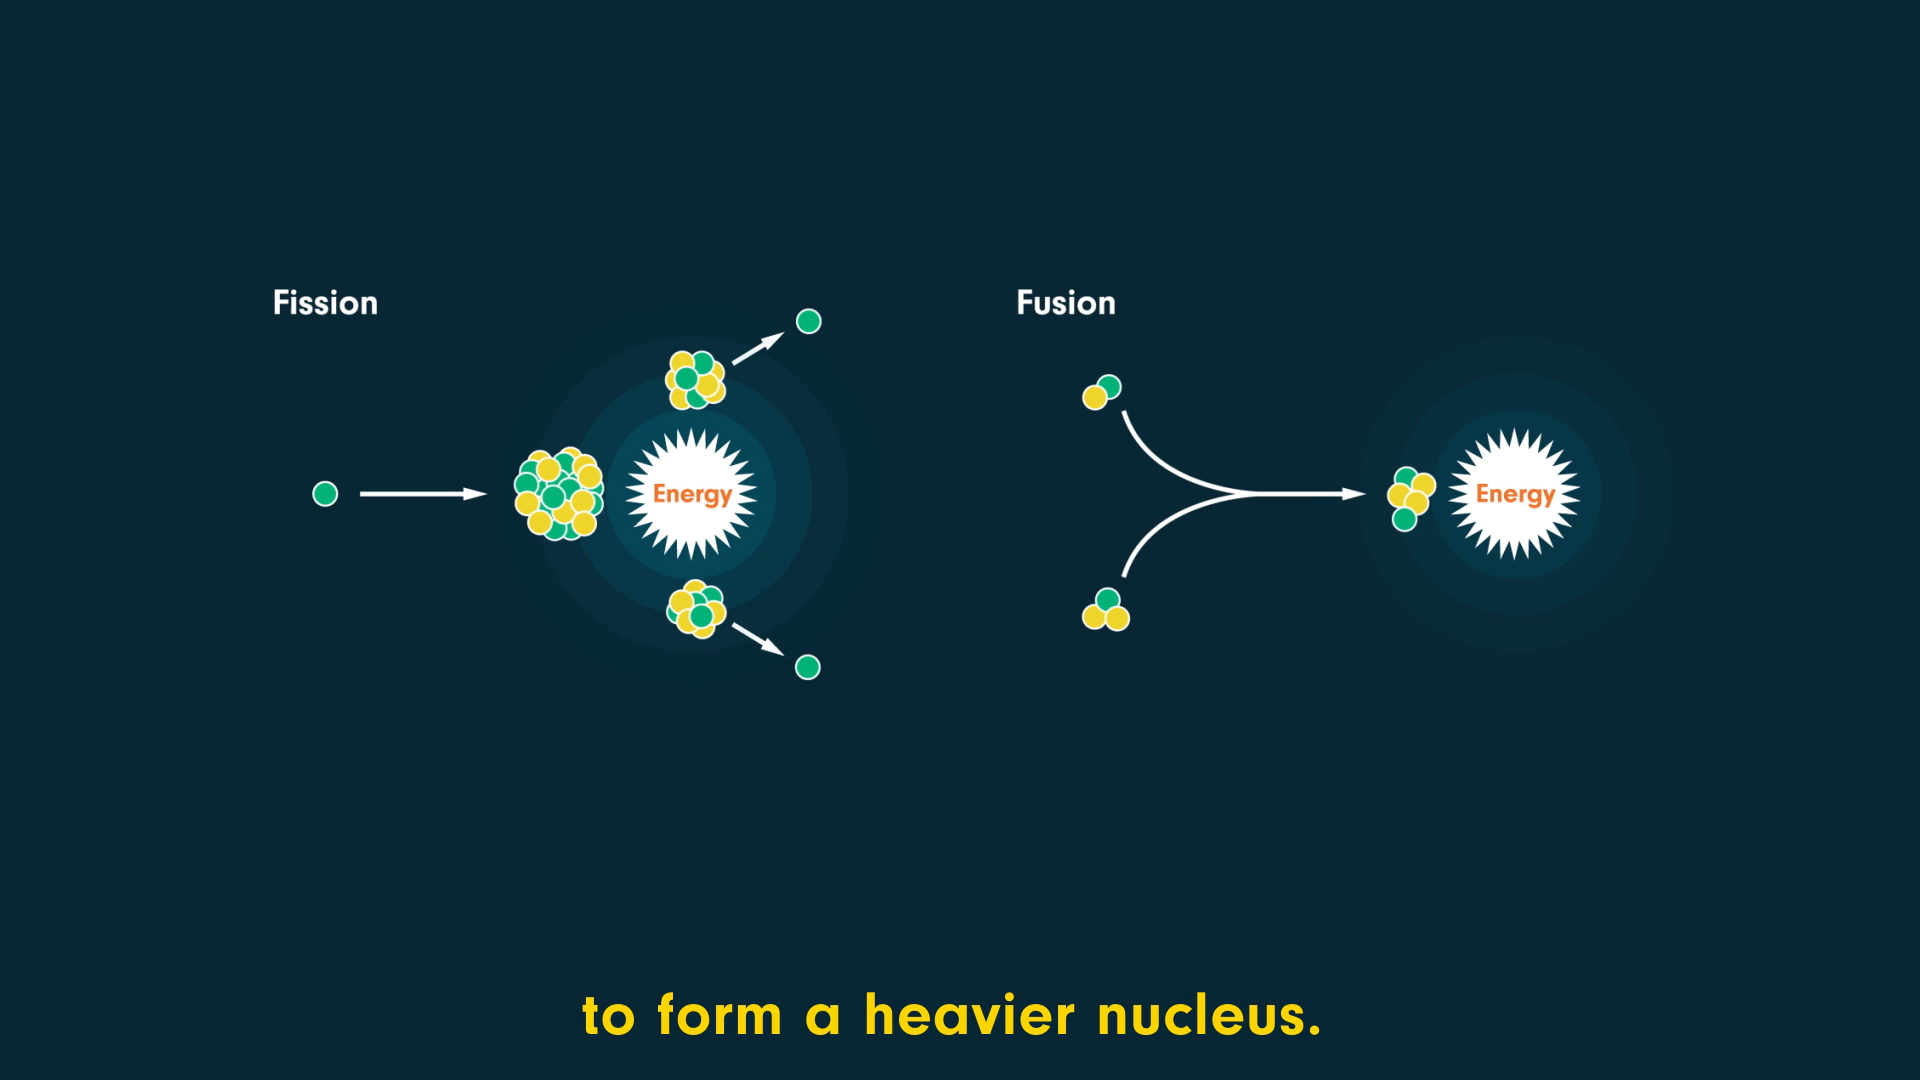 Fission
Fusion
Energy
Energy
to form a heavier nucleus.